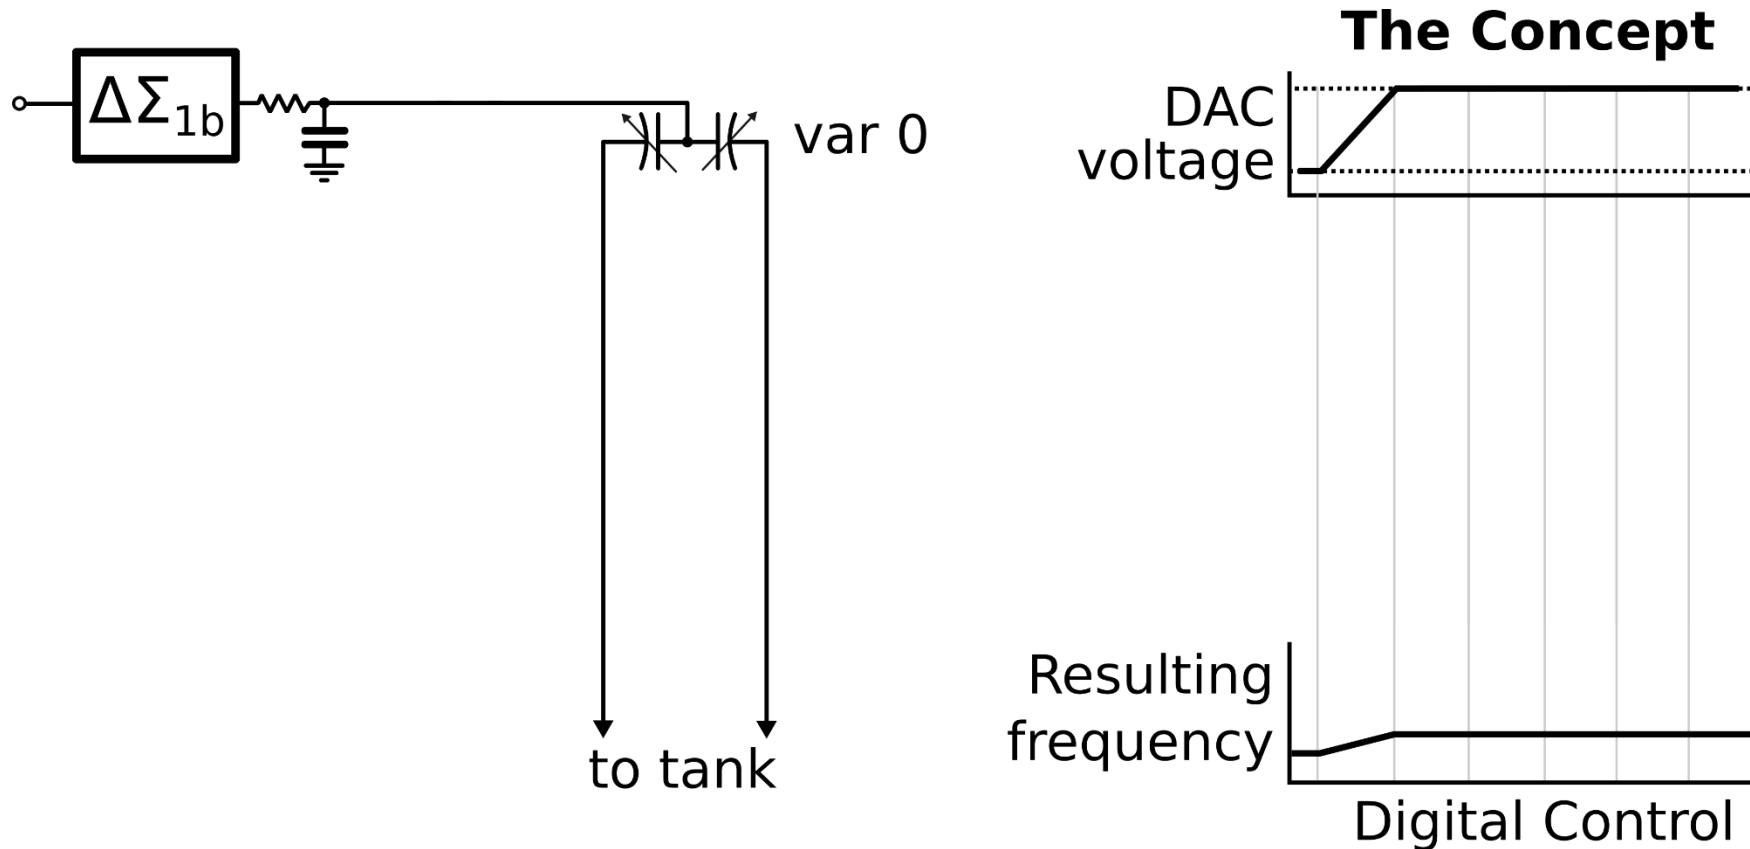 The Concept
ΔΣ1b
var 0
DAC
voltage
to tank
Resulting
frequency
Digital Control